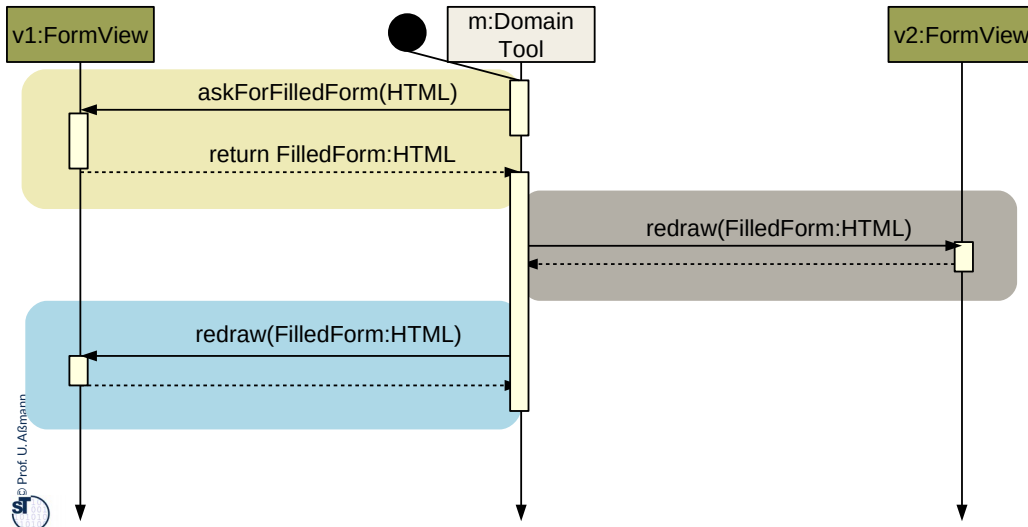 v1:FormView
m:Domain
Tool
v2:FormView
askForFilledForm(HTML)
return FilledForm:HTML
redraw(FilledForm:HTML)
redraw(FilledForm:HTML)
© Prof. U. Aßmann
ST